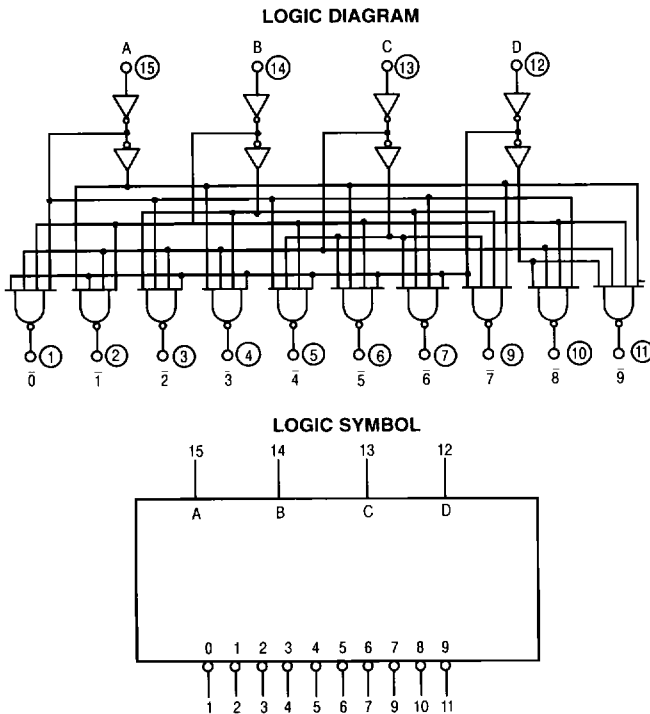 LOGIC DIAGRAM
A B C D
15 14 13 12
1 2 3 4 5 6 7 9 10 11
0̅ 1̅ 2̅ 3̅ 4̅ 5̅ 6̅ 7̅ 8̅ 9̅
LOGIC SYMBOL
15 14 13 12
A B C D
0 1 2 3 4 5 6 7 8 9
1 2 3 4 5 6 7 9 10 11